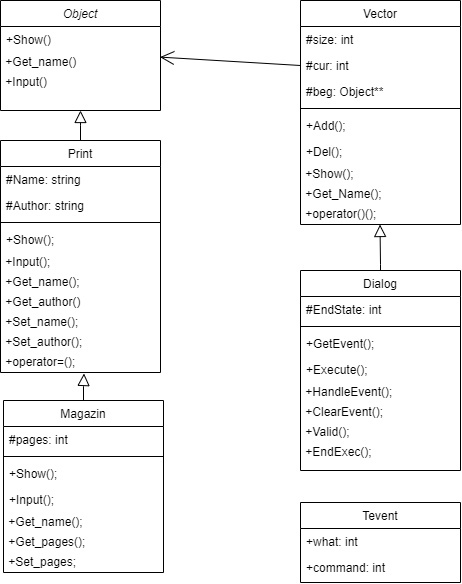 Object
+Show()
+Get_name()
+Input()
Print
#Name: string
#Author: string
+Show();
+Input();
+Get_name();
+Get_author()
+Set_name();
+Set_author();
+operator=();
Magazin
#pages: int
+Show();
+Input();
+Get_name();
+Get_pages();
+Set_pages;
Vector
#size: int
#cur: int
#beg: Object**
+Add();
+Del();
+Show();
+Get_Name();
+operator()();
Dialog
#EndState: int
+GetEvent();
+Execute();
+HandleEvent();
+ClearEvent();
+Valid();
+EndExec();
Tevent
+what: int
+command: int